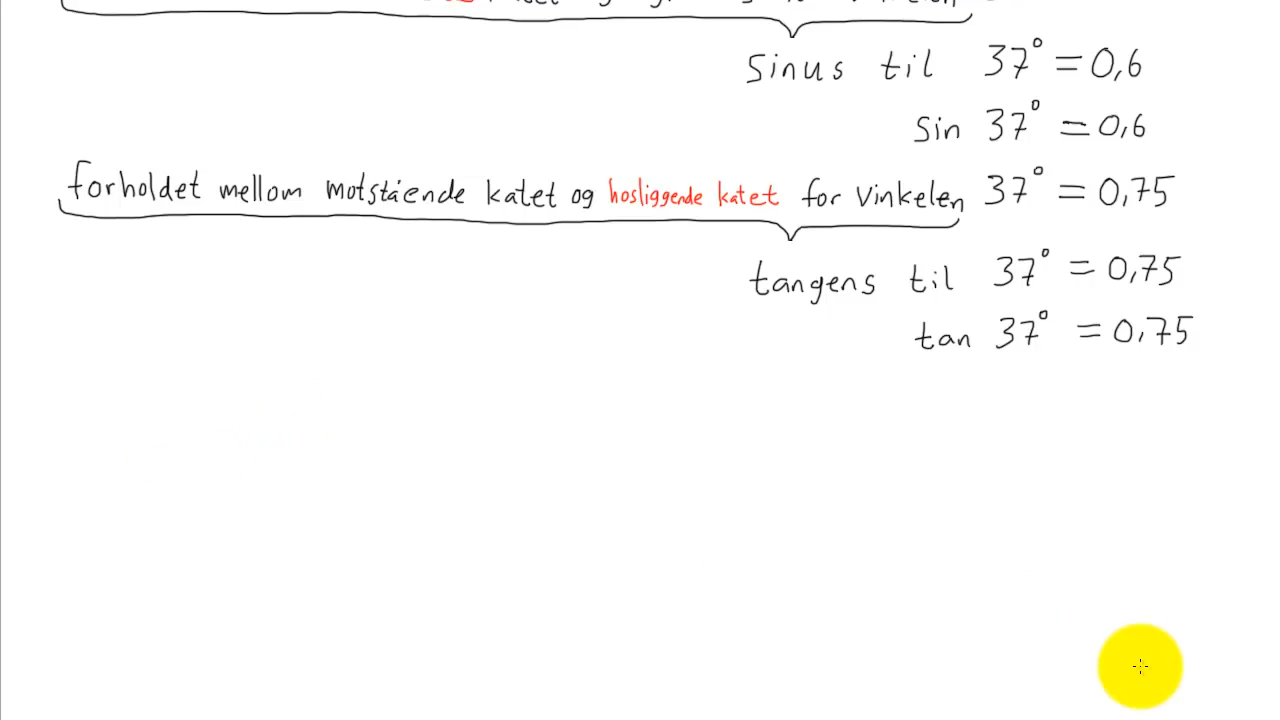 sinus til 37° = 0,6
sin 37° = 0,6
forholdet mellom motstående katet og hosliggende katet for vinkelen 37° = 0,75
tangens til 37° = 0,75
tan 37° = 0,75